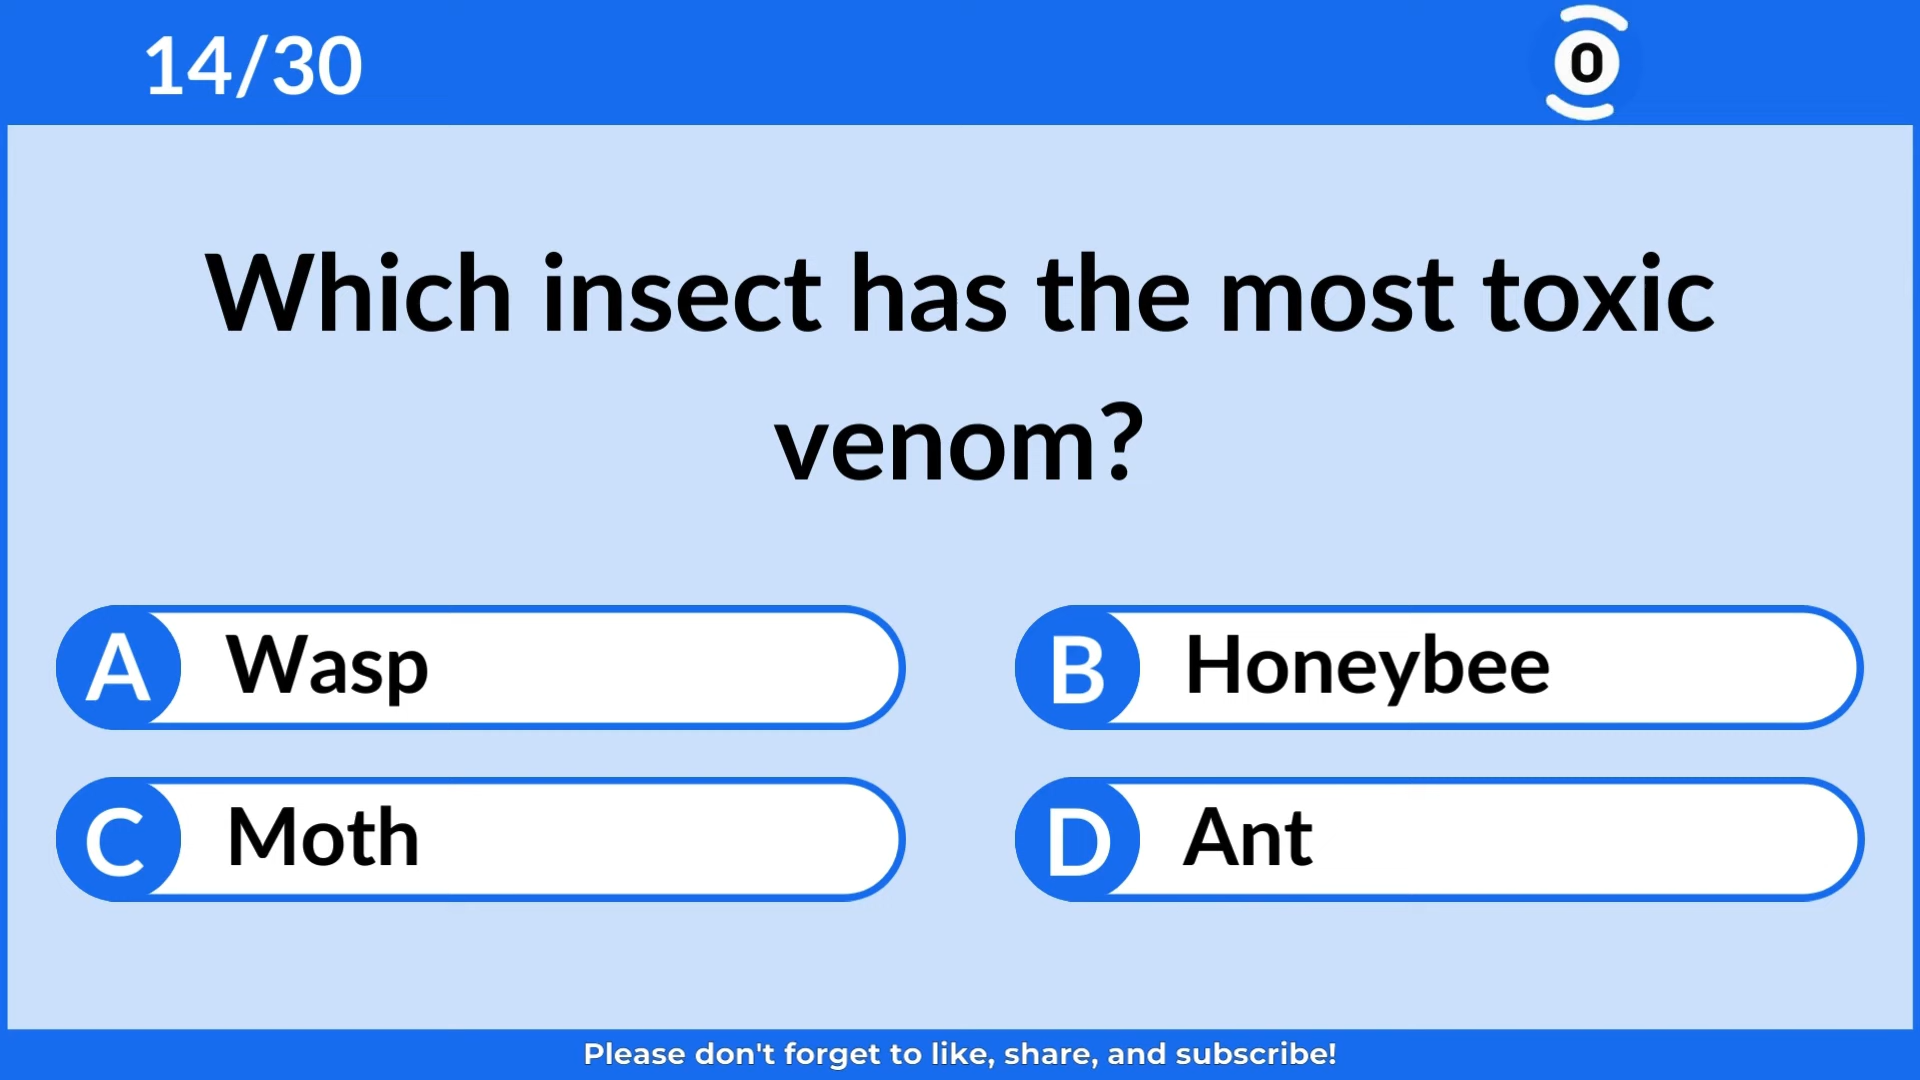 14/30
0
Which insect has the most toxic
venom?
A Wasp
B Honeybee
C Moth
D Ant
Please don't forget to like, share, and subscribe!